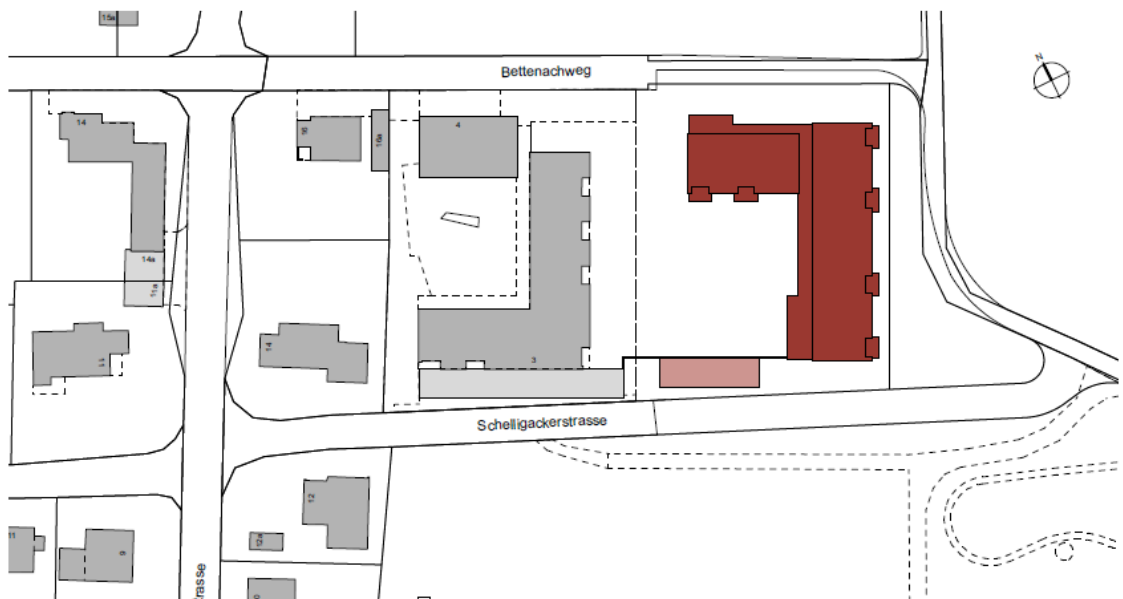 15a
N
Bettenachweg
14
16
16a
4
14a
11a
11
14
3
Schelligackerstrasse
12
12a
11
9
rasse